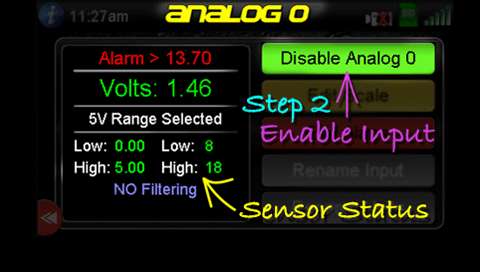 11:27am
ANALOG 0
Alarm > 13.70
Volts: 1.46
5V Range Selected
Low: 0.00 Low: 8
High: 5.00 High: 18
NO Filtering
Disable Analog 0
Edit Scale
Step 2
Enable Input
Rename Input
Sensor Status